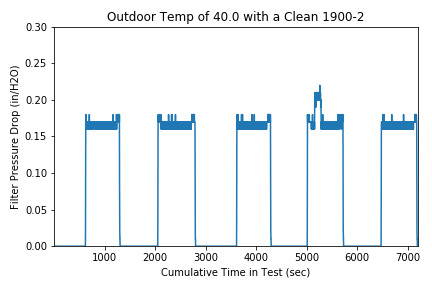 Outdoor Temp of 40.0 with a Clean 1900-2
0.30
0.25
0.20
0.15
0.10
0.05
0.00
Filter Pressure Drop (in/H2O)
1000 2000 3000 4000 5000 6000 7000
Cumulative Time in Test (sec)